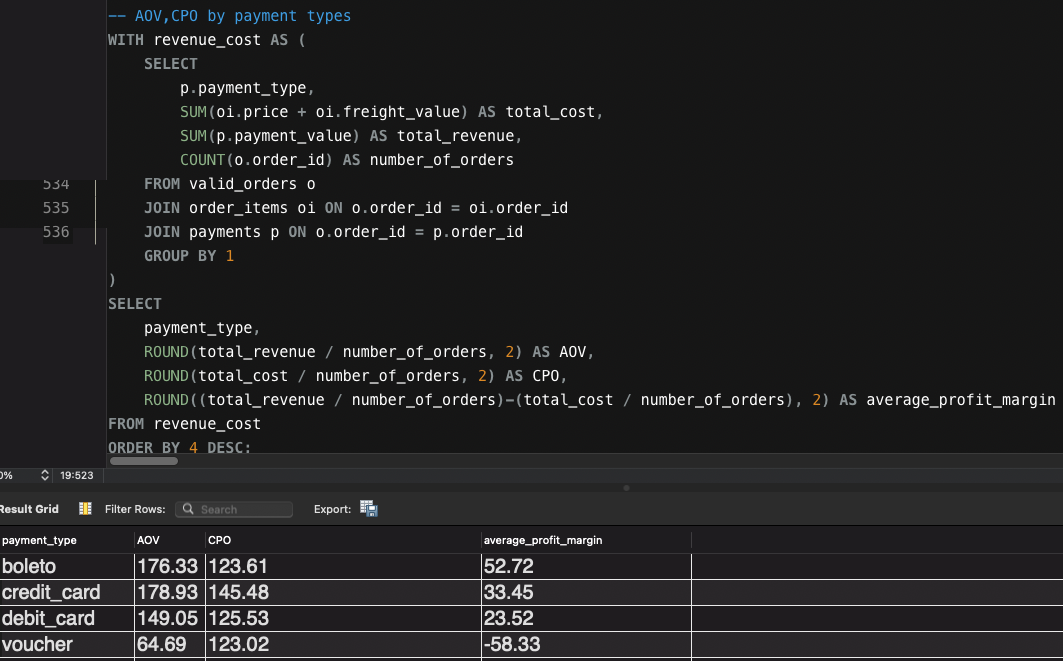 -- AOV,CPO by payment types
WITH revenue_cost AS (
SELECT
p.payment_type,
SUM(oi.price + oi.freight_value) AS total_cost,
SUM(p.payment_value) AS total_revenue,
COUNT(o.order_id) AS number_of_orders
534 FROM valid_orders o
535 JOIN order_items oi ON o.order_id = oi.order_id
536 JOIN payments p ON o.order_id = p.order_id
GROUP BY 1
)
SELECT
payment_type,
ROUND(total_revenue / number_of_orders, 2) AS AOV,
ROUND(total_cost / number_of_orders, 2) AS CPO,
ROUND((total_revenue / number_of_orders)-(total_cost / number_of_orders), 2) AS average_profit_margin
FROM revenue_cost
ORDER BY 4 DESC;
0% 19:523
Result Grid Filter Rows: Search Export:
payment_type AOV CPO average_profit_margin
boleto 176.33 123.61 52.72
credit_card 178.93 145.48 33.45
debit_card 149.05 125.53 23.52
voucher 64.69 123.02 -58.33